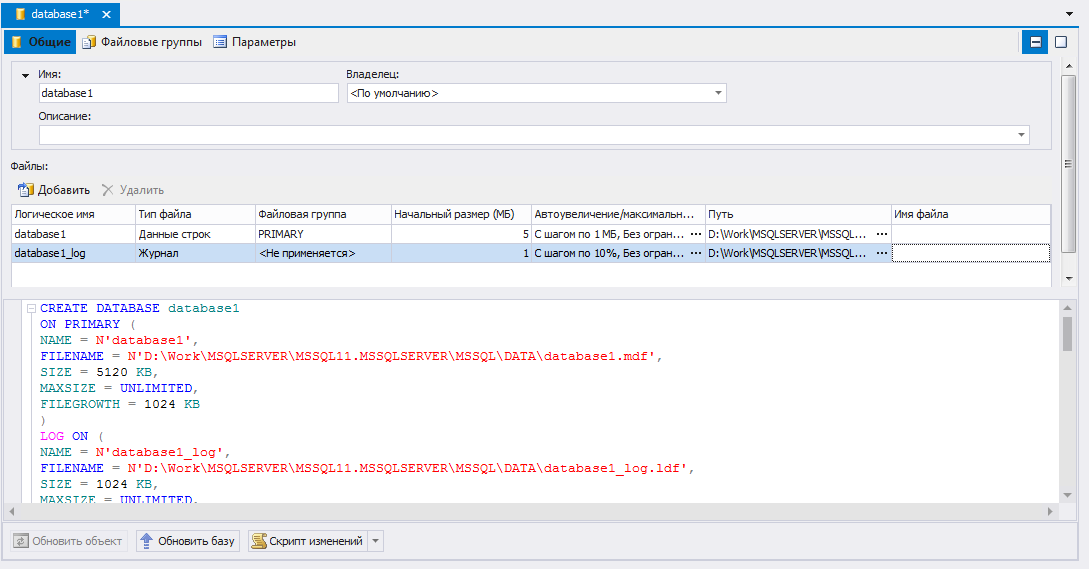 database1*
Общие Файловые группы Параметры
Имя: Владелец:
database1 <По умолчанию>
Описание:
Файлы:
Добавить Удалить
Логическое имя Тип файла Файловая группа Начальный размер (МБ) Автоувеличение/максимальн... Путь Имя файла
database1 Данные строк PRIMARY 5 С шагом по 1 МБ, Без огран... ... D:\Work\MSQLSERVER\MSSQL... ...
database1_log Журнал <Не применяется> 1 С шагом по 10%, Без огран... ... D:\Work\MSQLSERVER\MSSQL... ...
CREATE DATABASE database1
ON PRIMARY (
NAME = N'database1',
FILENAME = N'D:\Work\MSQLSERVER\MSSQL11.MSSQLSERVER\MSSQL\DATA\database1.mdf',
SIZE = 5120 KB,
MAXSIZE = UNLIMITED,
FILEGROWTH = 1024 KB
)
LOG ON (
NAME = N'database1_log',
FILENAME = N'D:\Work\MSQLSERVER\MSSQL11.MSSQLSERVER\MSSQL\DATA\database1_log.ldf',
SIZE = 1024 KB,
MAXSIZE = UNLIMITED,
Обновить объект Обновить базу Скрипт изменений